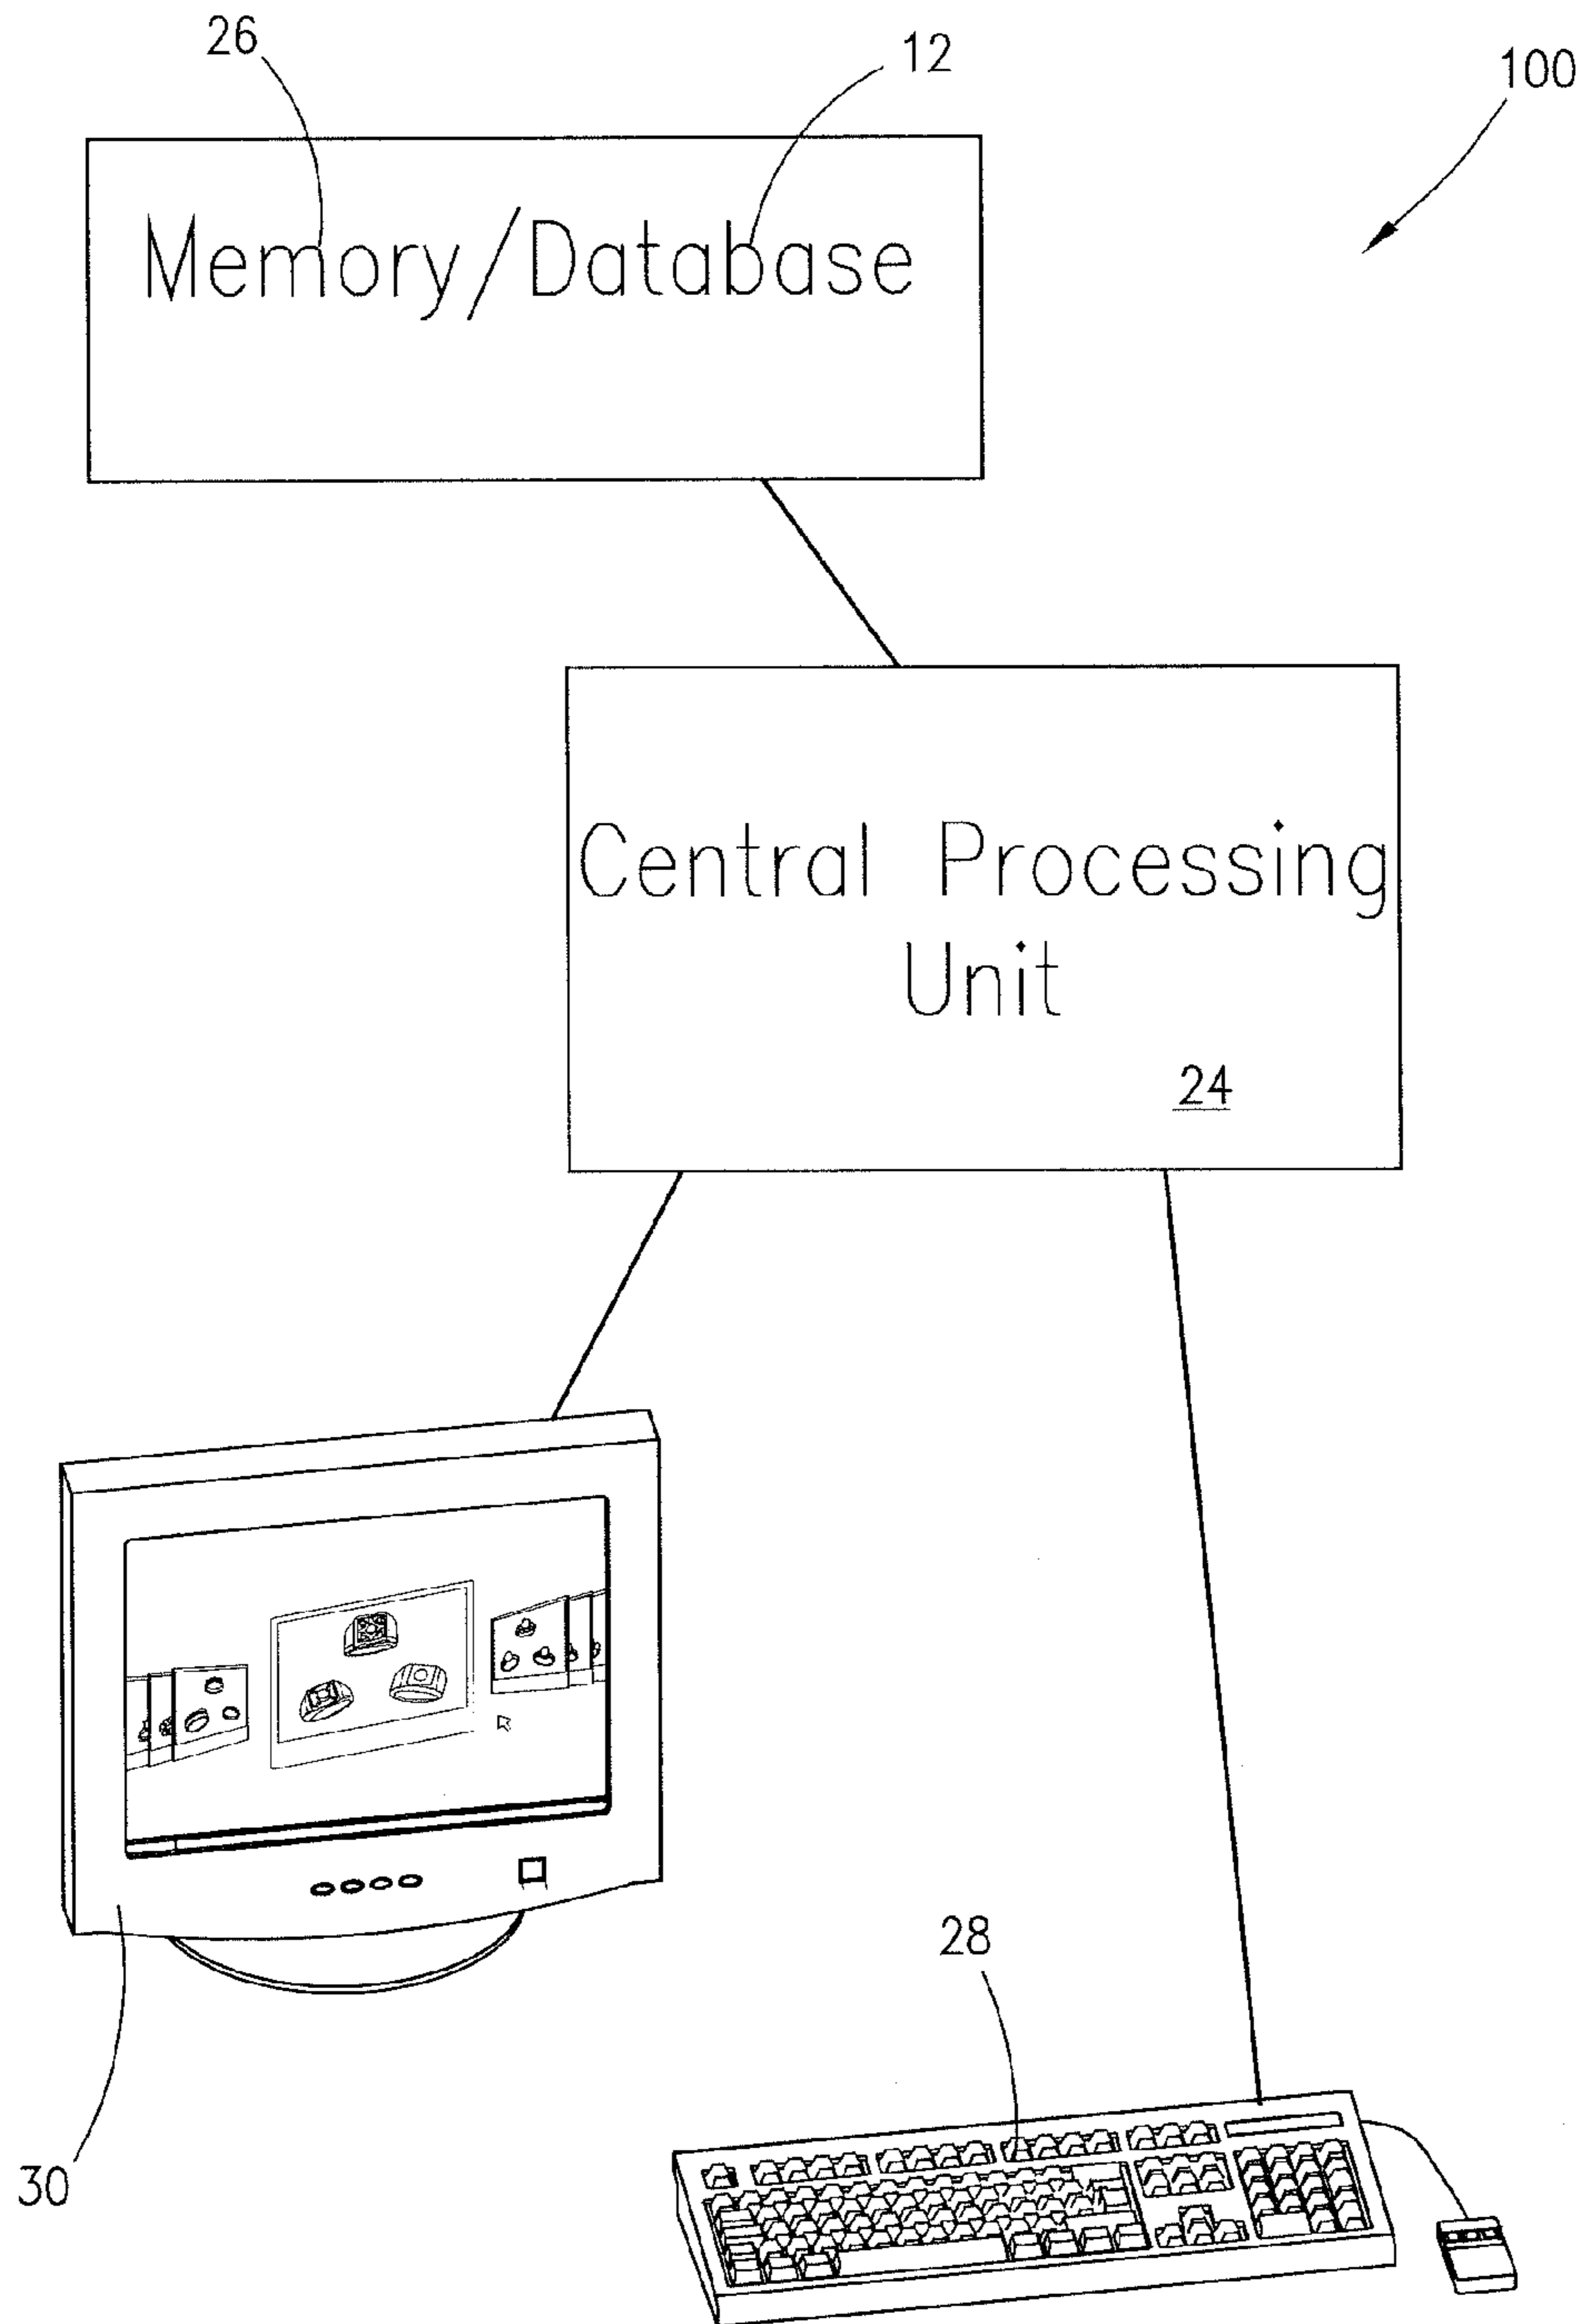 26
12
100
Memory/Database
Central Processing
Unit
24
28
30